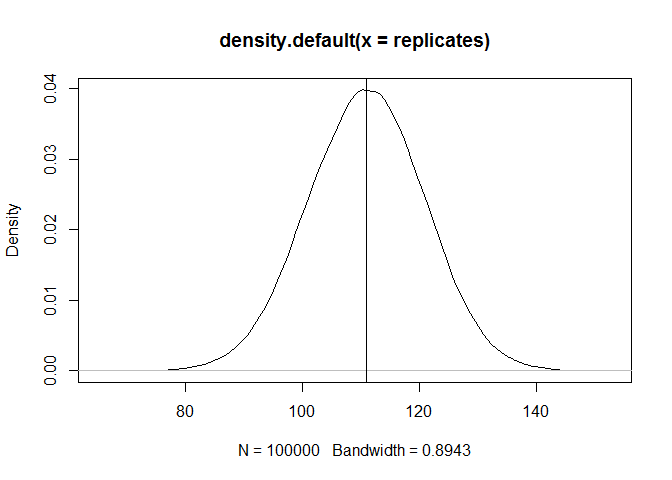 density.default(x = replicates)
Density
0.04
0.03
0.02
0.01
0.00
80 100 120 140
N = 100000 Bandwidth = 0.8943